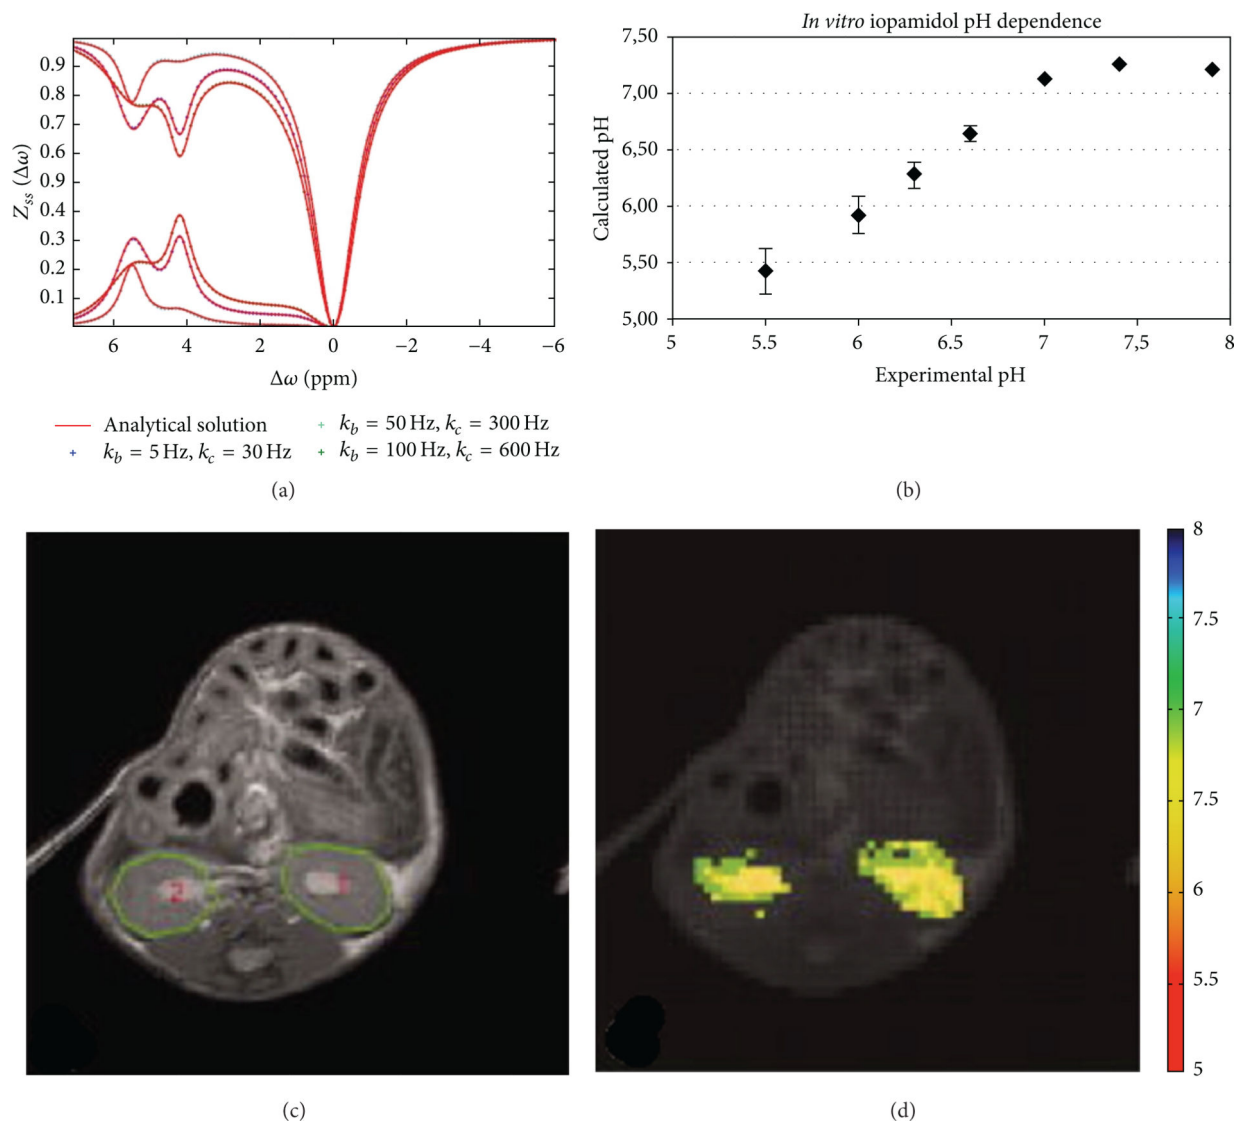 0.9
0.8
0.7
0.6
0.9
0.4
0.3
0.2
0.1
Z_ss (Δω)
6
4
2
0
−2
−4
−6
Δω (ppm)
Analytical solution
k_b = 5 Hz, k_c = 30 Hz
k_b = 50 Hz, k_c = 300 Hz
k_b = 100 Hz, k_c = 600 Hz
(a)
In vitro iopamidol pH dependence
7,50
7,00
6,50
6,00
5,50
5,00
Calculated pH
5
5.5
6
6.5
7
7,5
8
Experimental pH
(b)
2
(c)
8
7.5
7
7.5
6
5.5
5
(d)